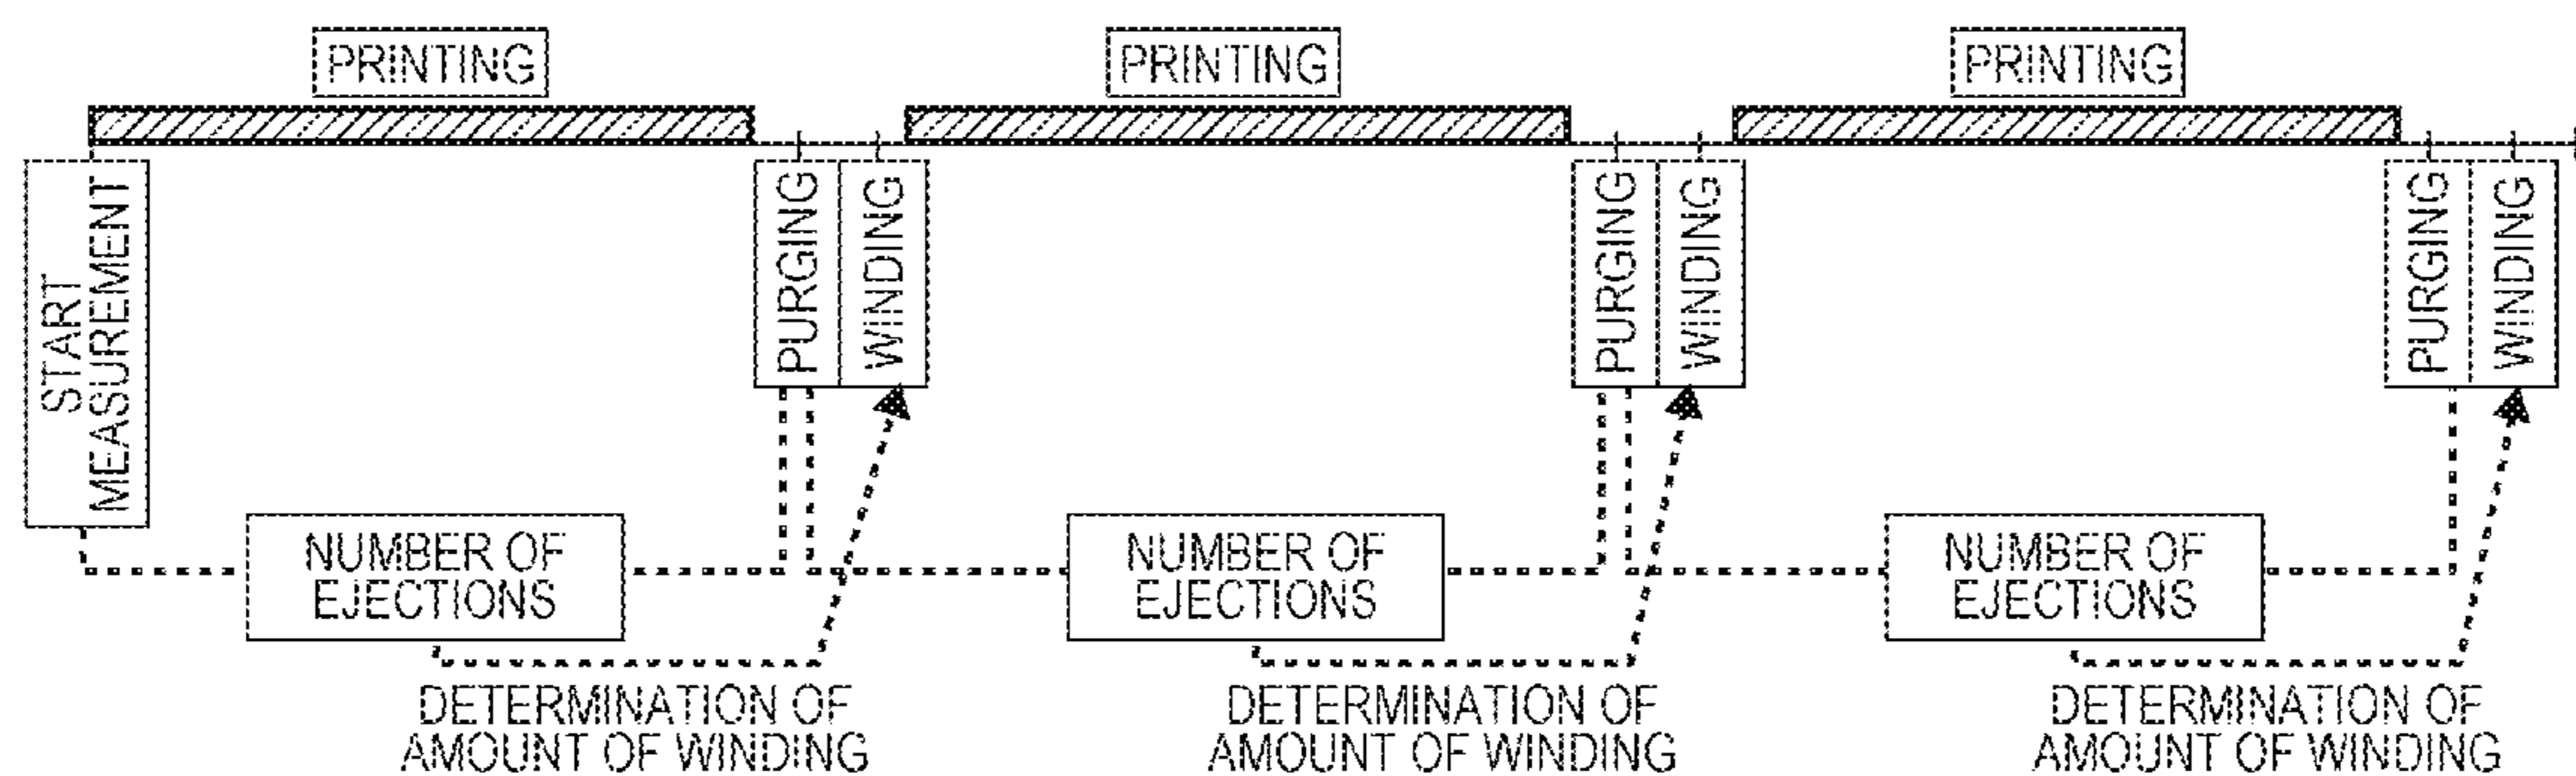 PRINTING
PRINTING
PRINTING
START
MEASUREMENT
PURGING
WINDING
PURGING
WINDING
PURGING
WINDING
NUMBER OF
EJECTIONS
NUMBER OF
EJECTIONS
NUMBER OF
EJECTIONS
DETERMINATION OF
AMOUNT OF WINDING
DETERMINATION OF
AMOUNT OF WINDING
DETERMINATION OF
AMOUNT OF WINDING